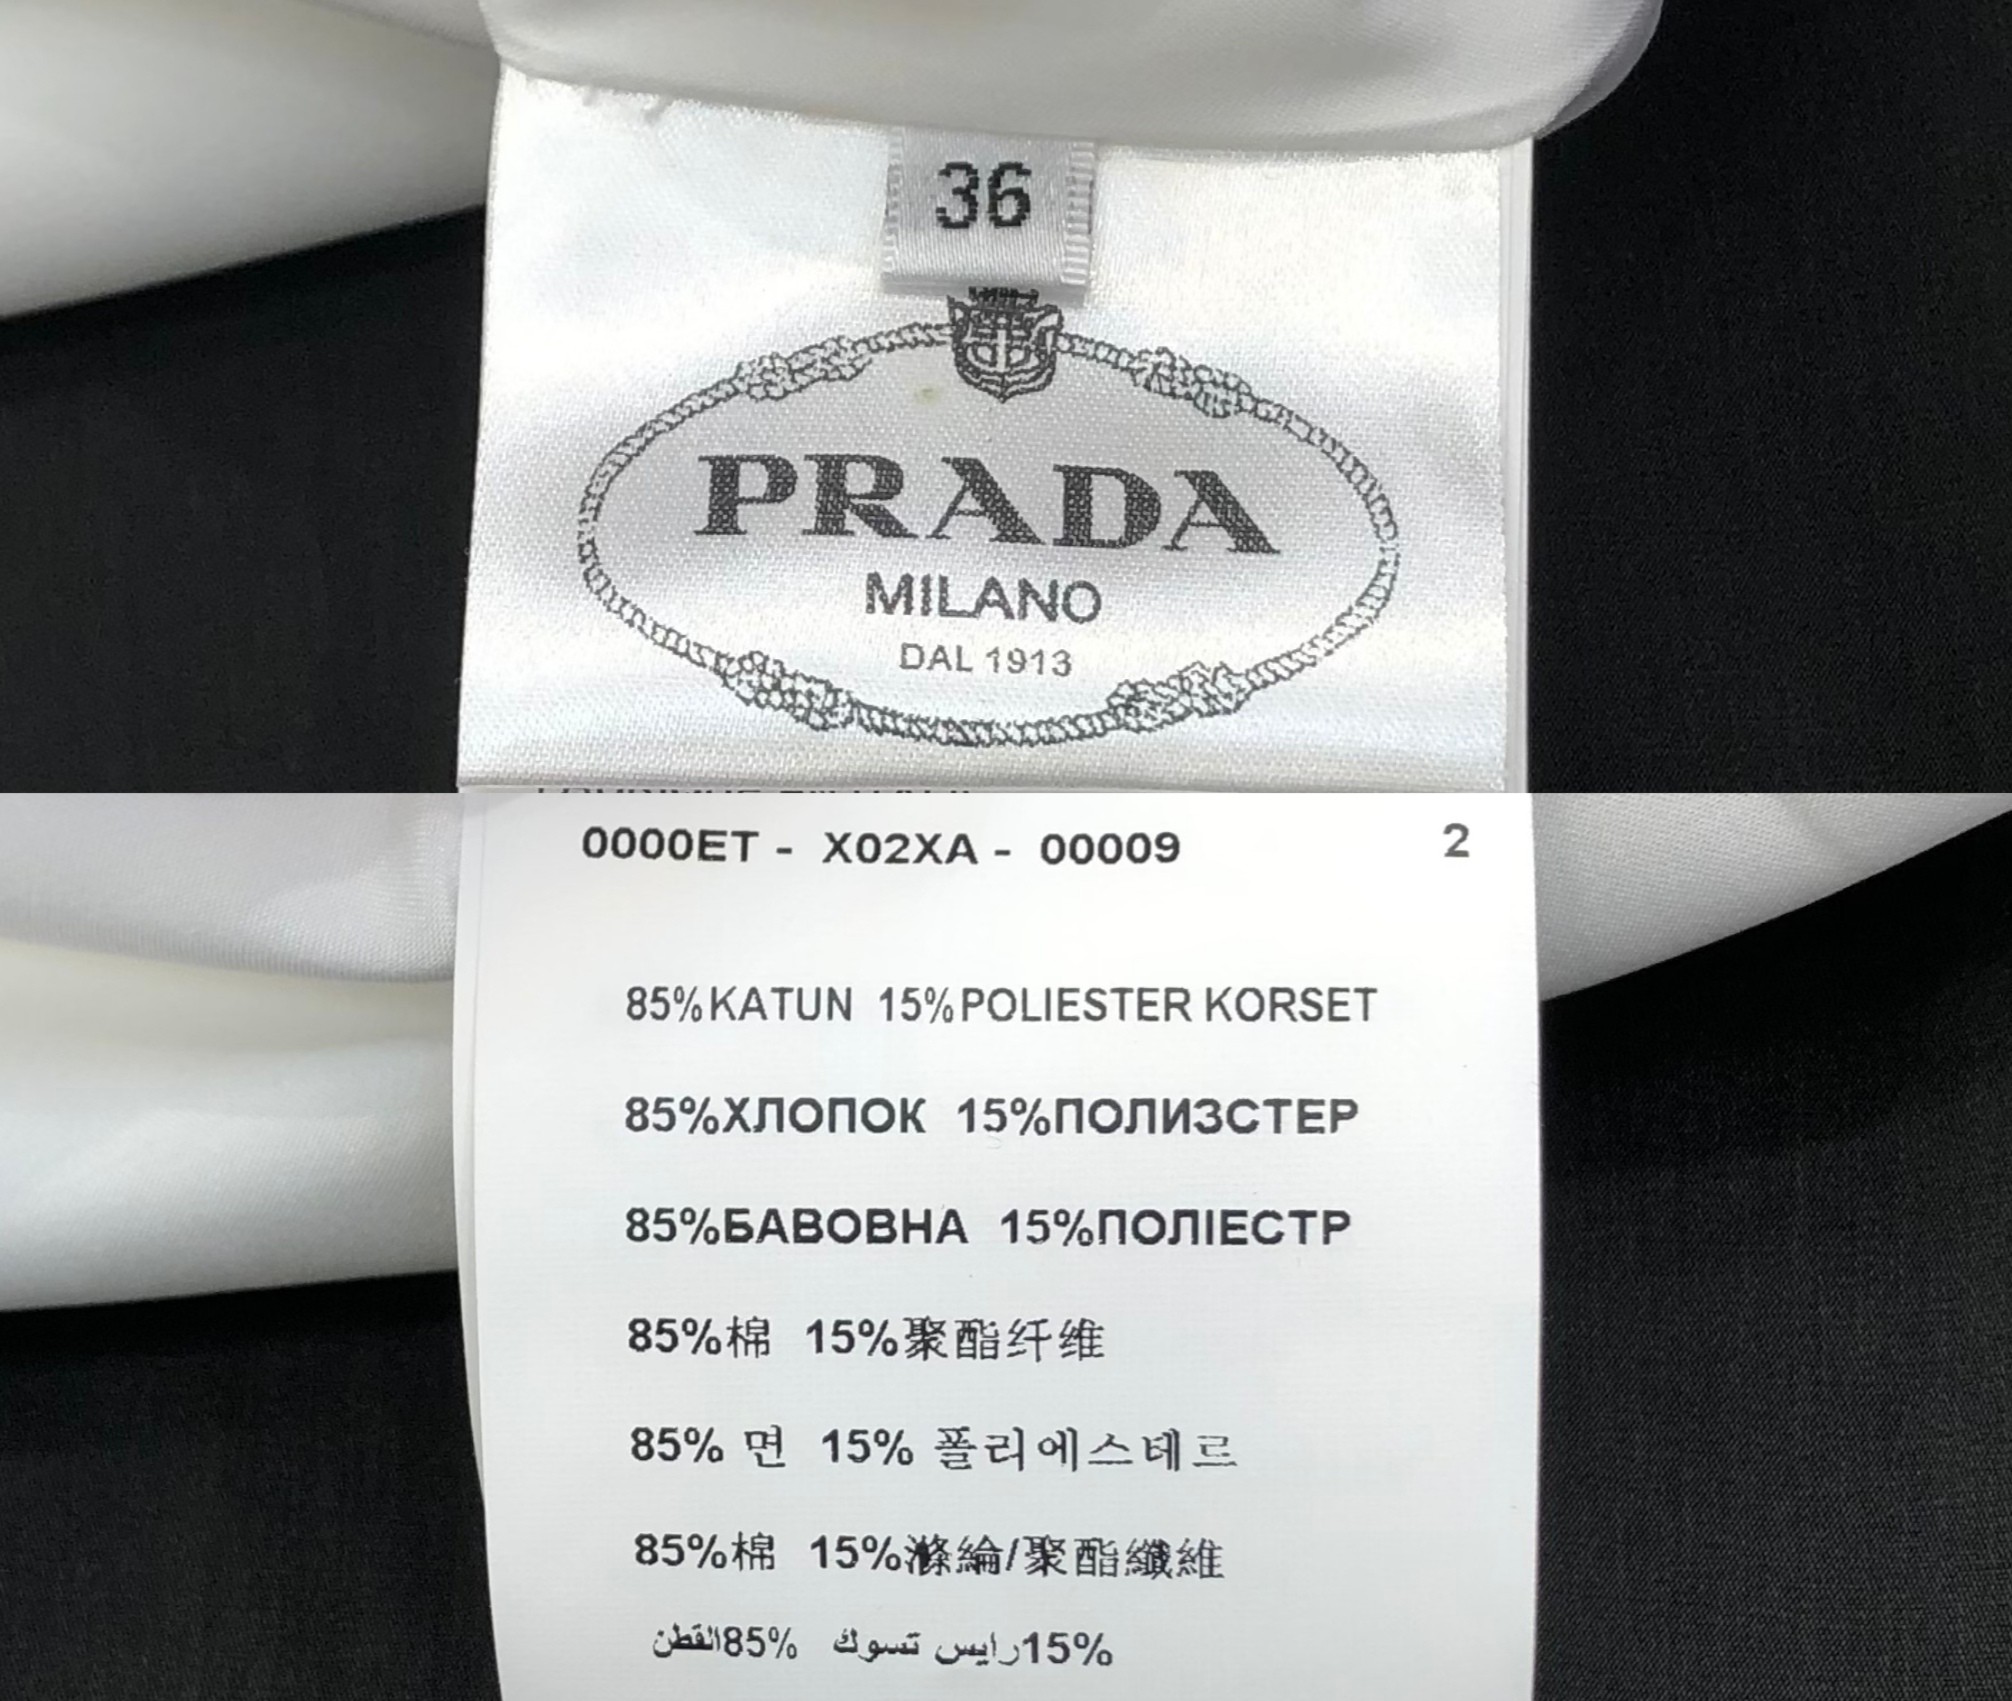 36
PRADA
MILANO
DAL 1913
0000ET - X02XA - 00009 2
85%KATUN 15%POLIESTER KORSET
85%ХЛОПОК 15%ПОЛИЗСТЕР
85%БАВОВНА 15%ПОЛІЕСТР
85%棉 15%聚酯纤维
85% 면 15% 폴리에스테르
85%棉 15%滌綸/聚酯纖維
15%رايس تسوك 85%القطن